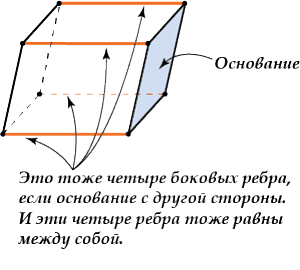 Основание
Это тоже четыре боковых ребра,
если основание с другой стороны.
И эти четыре ребра тоже равны
между собой.